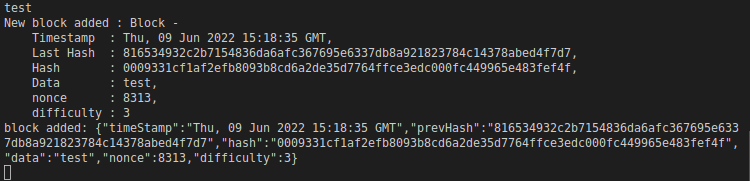 test
New block added : Block -
    Timestamp  : Thu, 09 Jun 2022 15:18:35 GMT,
    Last Hash  : 816534932c2b7154836da6afc367695e6337db8a921823784c14378abed4f7d7,
    Hash       : 0009331cf1af2efb8093b8cd6a2de35d7764ffce3edc000fc449965e483fef4f,
    Data       : test,
    nonce      : 8313,
    difficulty : 3
block added: {"timeStamp":"Thu, 09 Jun 2022 15:18:35 GMT","prevHash":"816534932c2b7154836da6afc367695e633
7db8a921823784c14378abed4f7d7","hash":"0009331cf1af2efb8093b8cd6a2de35d7764ffce3edc000fc449965e483fef4f",
"data":"test","nonce":8313,"difficulty":3}